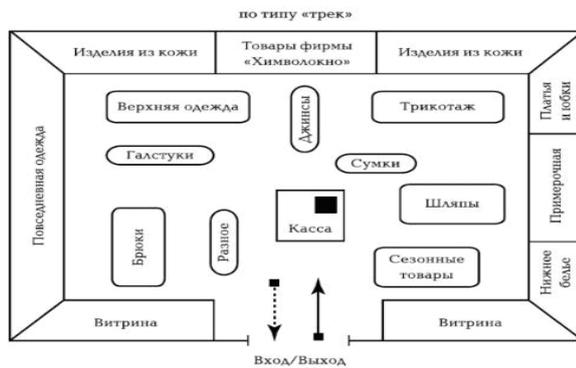 по типу «трек»
Изделия из кожи
Товары фирмы
«Химволокно»
Изделия из кожи
Повседневная одежда
Верхняя одежда
Джинсы
Трикотаж
Платья
и юбки
Галстуки
Сумки
Примерочная
Шляпы
Касса
Брюки
Разное
Сезонные
товары
Нижнее
белье
Витрина
Витрина
Вход/Выход